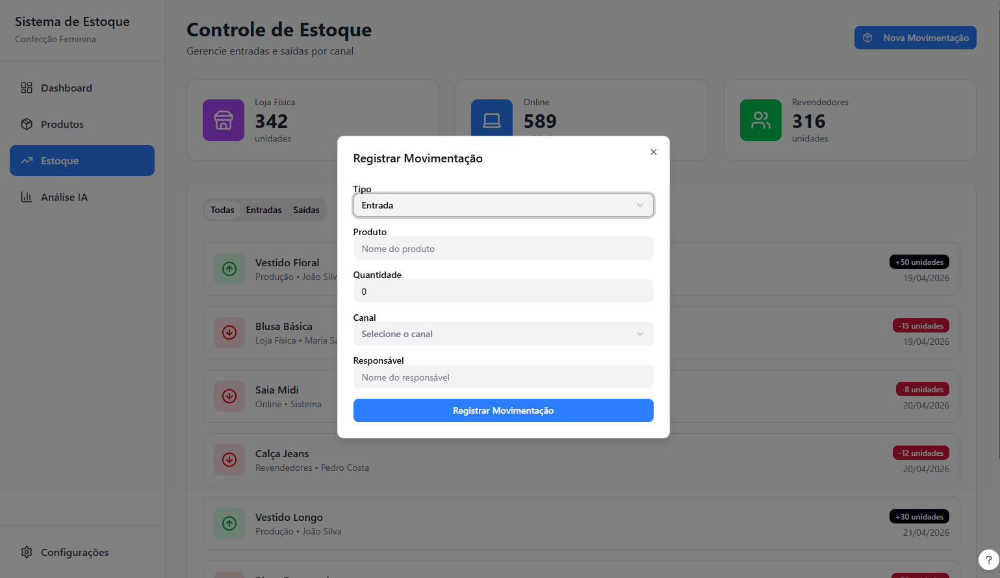 Sistema de Estoque
Confecção Feminina
Dashboard
Produtos
Estoque
Análise IA
Configurações
Controle de Estoque
Gerencie entradas e saídas por canal
Nova Movimentação
Loja Física
342
unidades
Online
589
Revendedores
316
unidades
Todas
Entradas
Saídas
Vestido Floral
Produção • João Silv
+50 unidades
19/04/2026
Blusa Básica
Loja Física • Maria Sa
-15 unidades
19/04/2026
Saia Midi
Online • Sistema
-8 unidades
20/04/2026
Calça Jeans
Revendedores • Pedro Costa
-12 unidades
20/04/2026
Vestido Longo
Produção • João Silva
+30 unidades
21/04/2026
Registrar Movimentação
Tipo
Entrada
Produto
Nome do produto
Quantidade
0
Canal
Selecione o canal
Responsável
Nome do responsável
Registrar Movimentação
?